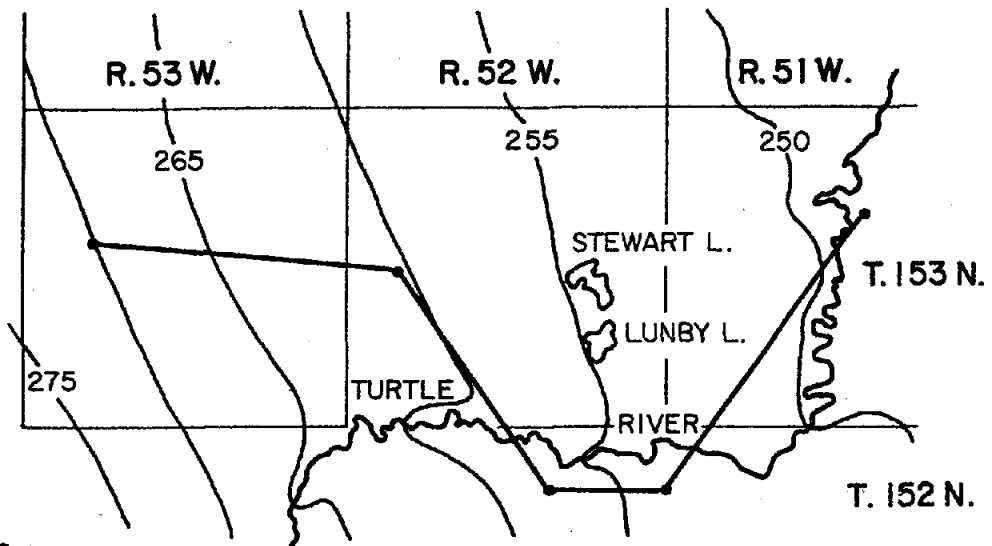 R. 53 W.
R. 52 W.
R. 51 W.
265
255
250
STEWART L.
T. 153 N.
LUNBY L.
275
TURTLE
RIVER
T. 152 N.